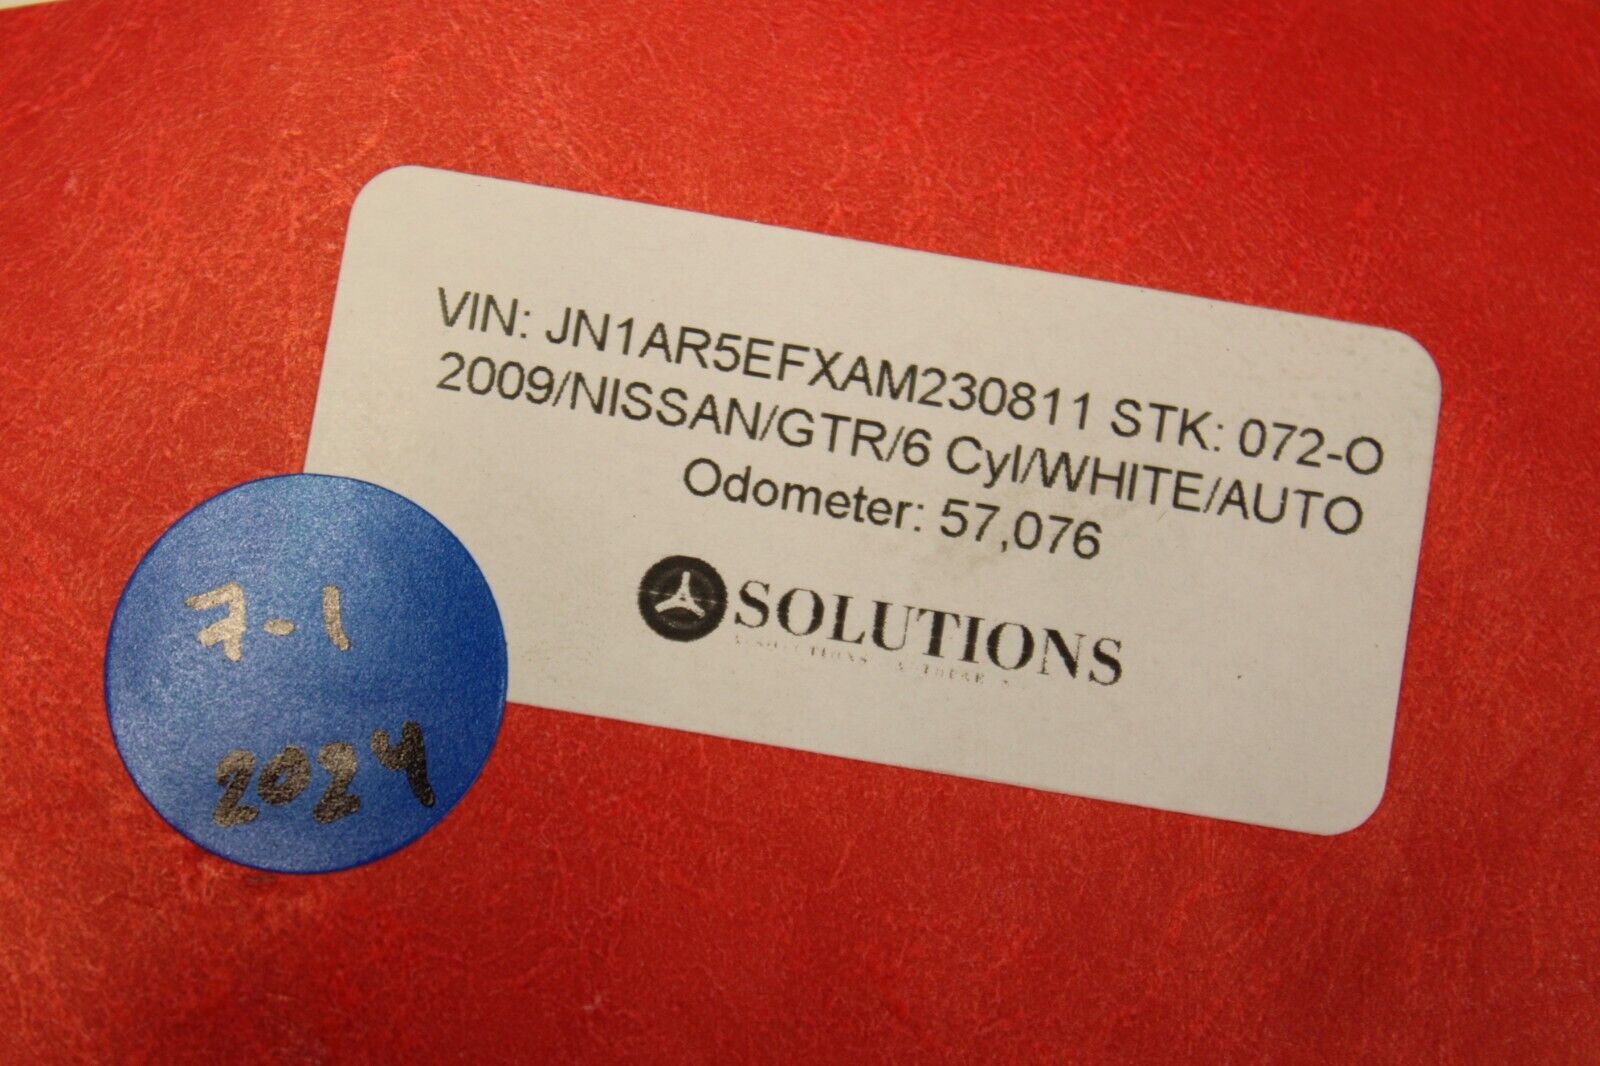 VIN: JN1AR5EFXAM230811 STK: 072-O
2009/NISSAN/GTR/6 Cyl/WHITE/AUTO
Odometer: 57,076
SOLUTIONS
7-1
2024